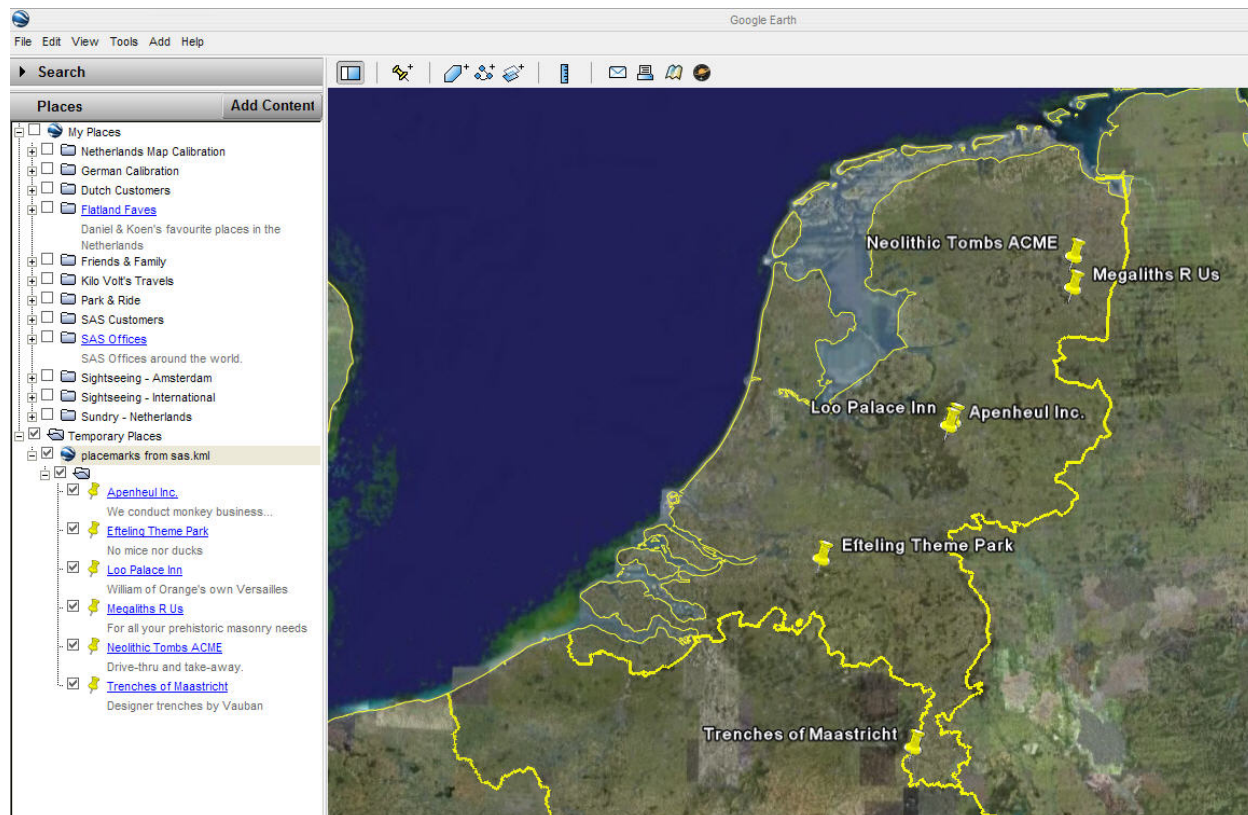 Google Earth
File Edit View Tools Add Help
Search
Places Add Content
My Places
Netherlands Map Calibration
German Calibration
Dutch Customers
Flatland Faves
Daniel & Koen's favourite places in the
Netherlands
Friends & Family
Kilo Volt's Travels
Park & Ride
SAS Customers
SAS Offices
SAS Offices around the world.
Sightseeing - Amsterdam
Sightseeing - International
Sundry - Netherlands
Temporary Places
placemarks from sas.kml
Apenheul Inc.
We conduct monkey business...
Efteling Theme Park
No mice nor ducks
Loo Palace Inn
William of Orange's own Versailles
Megaliths R Us
For all your prehistoric masonry needs
Neolithic Tombs ACME
Drive-thru and take-away.
Trenches of Maastricht
Designer trenches by Vauban
Neolithic Tombs ACME
Megaliths R Us
Loo Palace Inn
Apenheul Inc.
Efteling Theme Park
Trenches of Maastricht